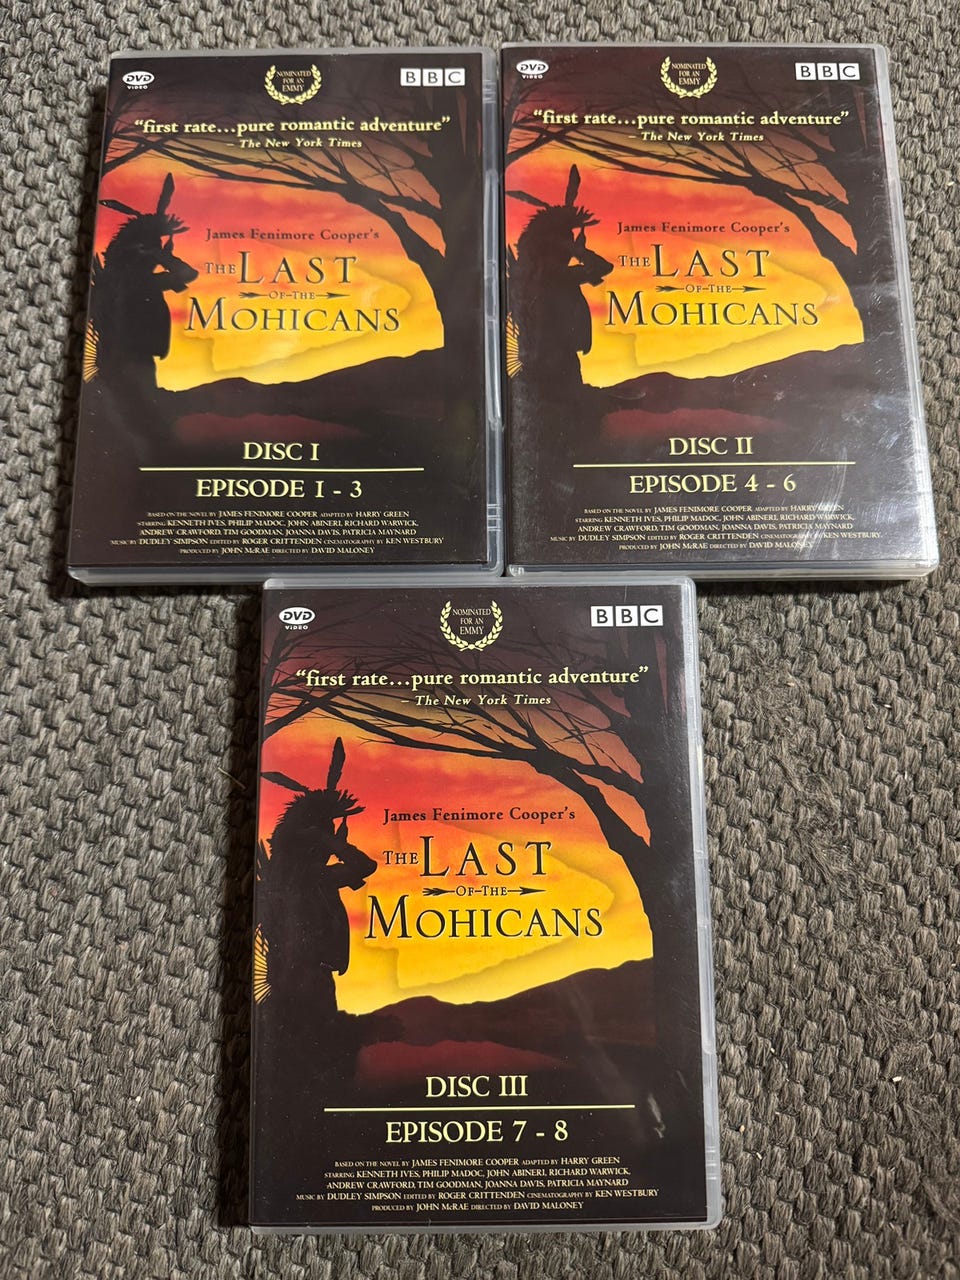 DVD
VIDEO
NOMINATED
FOR AN
EMMY
BBC
"first rate...pure romantic adventure"
– The New York Times
James Fenimore Cooper's
THE LAST
OF-THE
MOHICANS
DISC I
EPISODE 1 - 3
BASED ON THE NOVEL BY JAMES FENIMORE COOPER ADAPTED BY HARRY GREEN
STARRING KENNETH IVES, PHILIP MADOC, JOHN ABINERI, RICHARD WARWICK,
ANDREW CRAWFORD, TIM GOODMAN, JOANNA DAVIS, PATRICIA MAYNARD
MUSIC BY DUDLEY SIMPSON EDITED BY ROGER CRITTENDEN CINEMATOGRAPHY BY KEN WESTBURY
PRODUCED BY JOHN McRAE DIRECTED BY DAVID MALONEY
DVD
VIDEO
NOMINATED
FOR AN
EMMY
BBC
"first rate...pure romantic adventure"
– The New York Times
James Fenimore Cooper's
THE LAST
OF-THE
MOHICANS
DISC II
EPISODE 4 - 6
BASED ON THE NOVEL BY JAMES FENIMORE COOPER ADAPTED BY HARRY GREEN,
STARRING KENNETH IVES, PHILIP MADOC, JOHN ABINERI, RICHARD WARWICK,
ANDREW CRAWFORD, TIM GOODMAN, JOANNA DAVIS, PATRICIA MAYNARD
MUSIC BY DUDLEY SIMPSON EDITED BY ROGER CRITTENDEN CINEMATOGRAPHY BY KEN WESTBURY
PRODUCED BY JOHN McRAE DIRECTED BY DAVID MALONEY
DVD
VIDEO
NOMINATED
FOR AN
EMMY
BBC
"first rate...pure romantic adventure"
– The New York Times
James Fenimore Cooper's
THE LAST
OF-THE
MOHICANS
DISC III
EPISODE 7 - 8
BASED ON THE NOVEL BY JAMES FENIMORE COOPER ADAPTED BY HARRY GREEN
STARRING KENNETH IVES, PHILIP MADOC, JOHN ABINERI, RICHARD WARWICK,
ANDREW CRAWFORD, TIM GOODMAN, JOANNA DAVIS, PATRICIA MAYNARD
MUSIC BY DUDLEY SIMPSON EDITED BY ROGER CRITTENDEN CINEMATOGRAPHY BY KEN WESTBURY
PRODUCED BY JOHN McRAE DIRECTED BY DAVID MALONEY